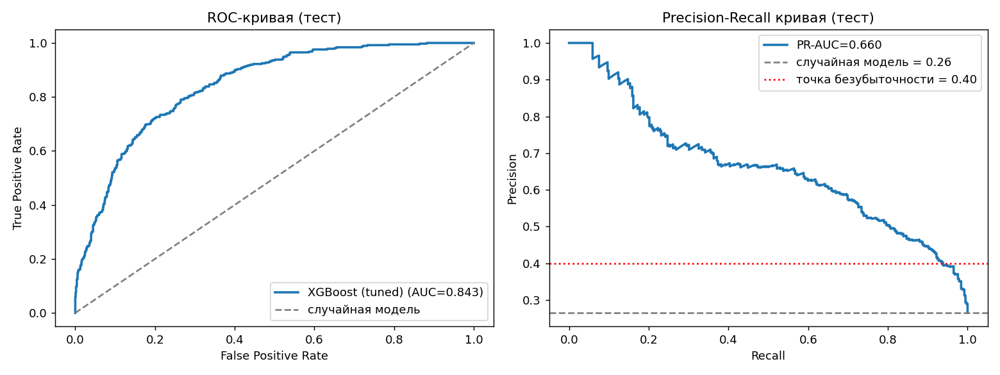 ROC-кривая (тест)
True Positive Rate
1.0
0.8
0.6
0.4
0.2
0.0
XGBoost (tuned) (AUC=0.843)
случайная модель
0.0 0.2 0.4 0.6 0.8 1.0
False Positive Rate
Precision-Recall кривая (тест)
Precision
1.0
0.9
0.8
0.7
0.6
0.5
0.4
0.3
PR-AUC=0.660
случайная модель = 0.26
точка безубыточности = 0.40
0.0 0.2 0.4 0.6 0.8 1.0
Recall